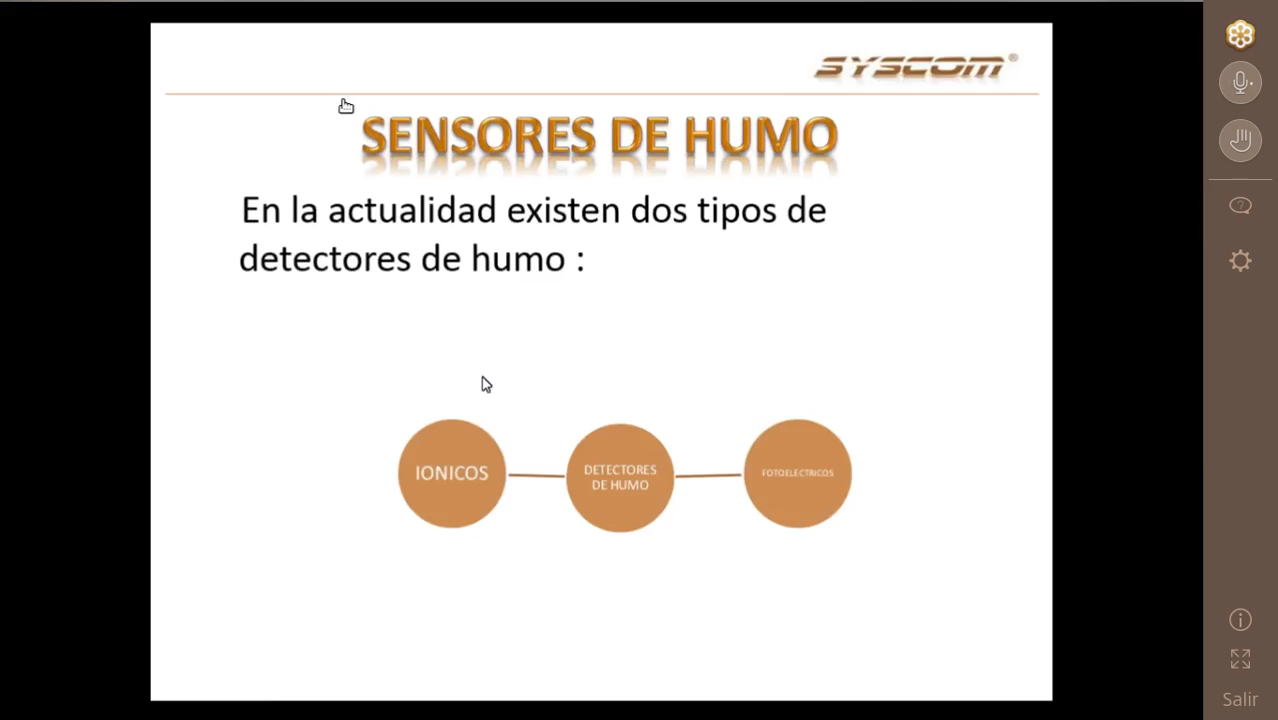 SYSCOM®
SENSORES DE HUMO
En la actualidad existen dos tipos de
detectores de humo :
IONICOS
DETECTORES
DE HUMO
FOTOELECTRICOS
Salir